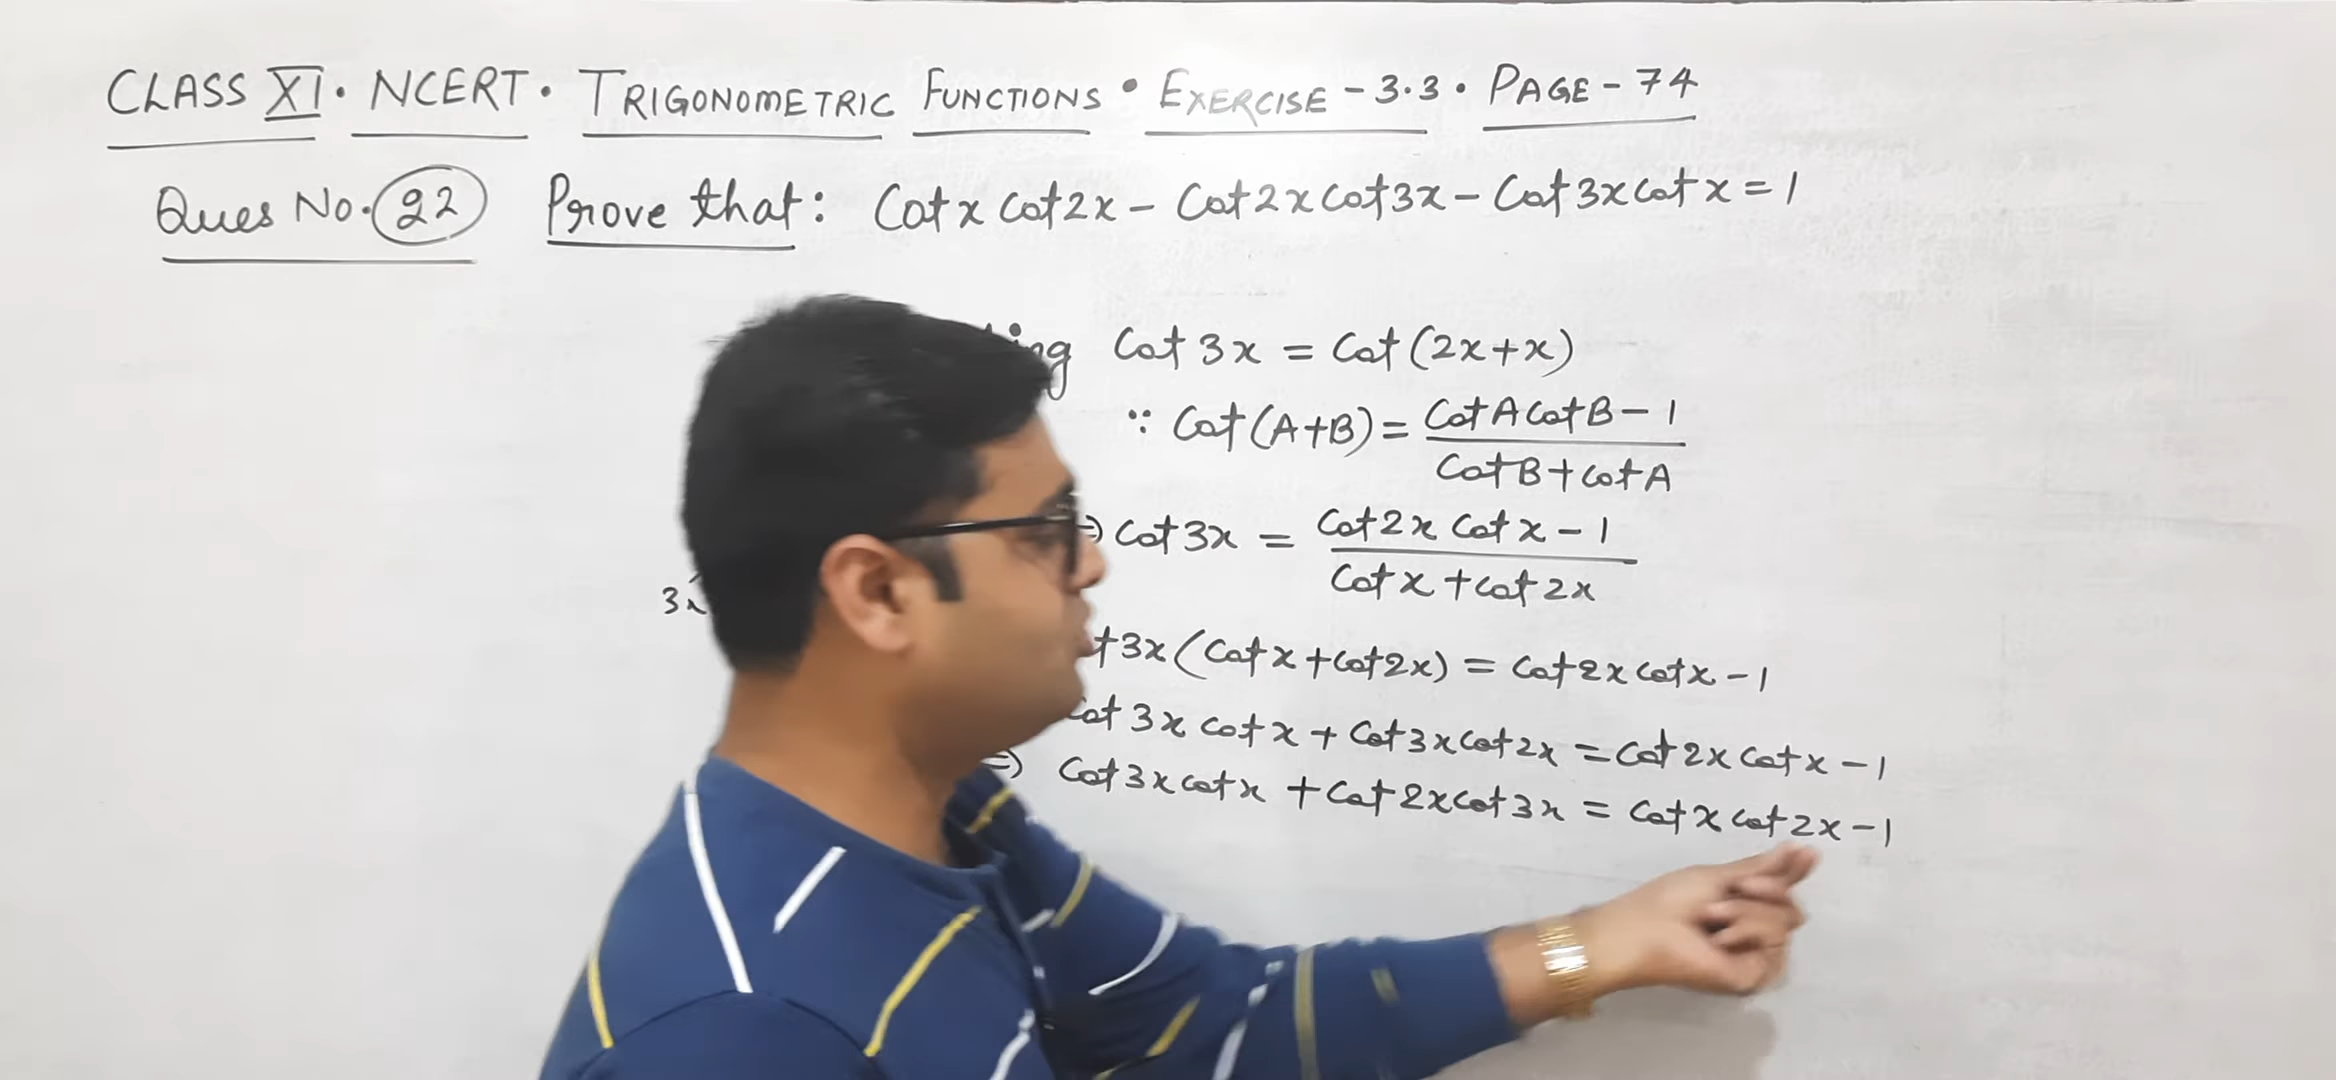 CLASS XI · NCERT · TRIGONOMETRIC FUNCTIONS · EXERCISE - 3.3 · PAGE - 74
Ques No. 22 Prove that: Cot x cot 2x - Cot 2x cot 3x - Cot 3x cot x = 1
Cot 3x = Cot (2x+x)
∵ Cot (A+B) = (Cot A Cot B - 1) / (Cot B + cot A)
⇒ Cot 3x = (Cot 2x Cot x - 1) / (Cot x + cot 2x)
t 3x (Cot x + cot 2x) = Cot 2x cot x - 1
Cot 3x cot x + Cot 3x cot 2x = Cot 2x Cot x - 1
⇒ Cot 3x cot x + Cot 2x cot 3x = Cot x cot 2x - 1